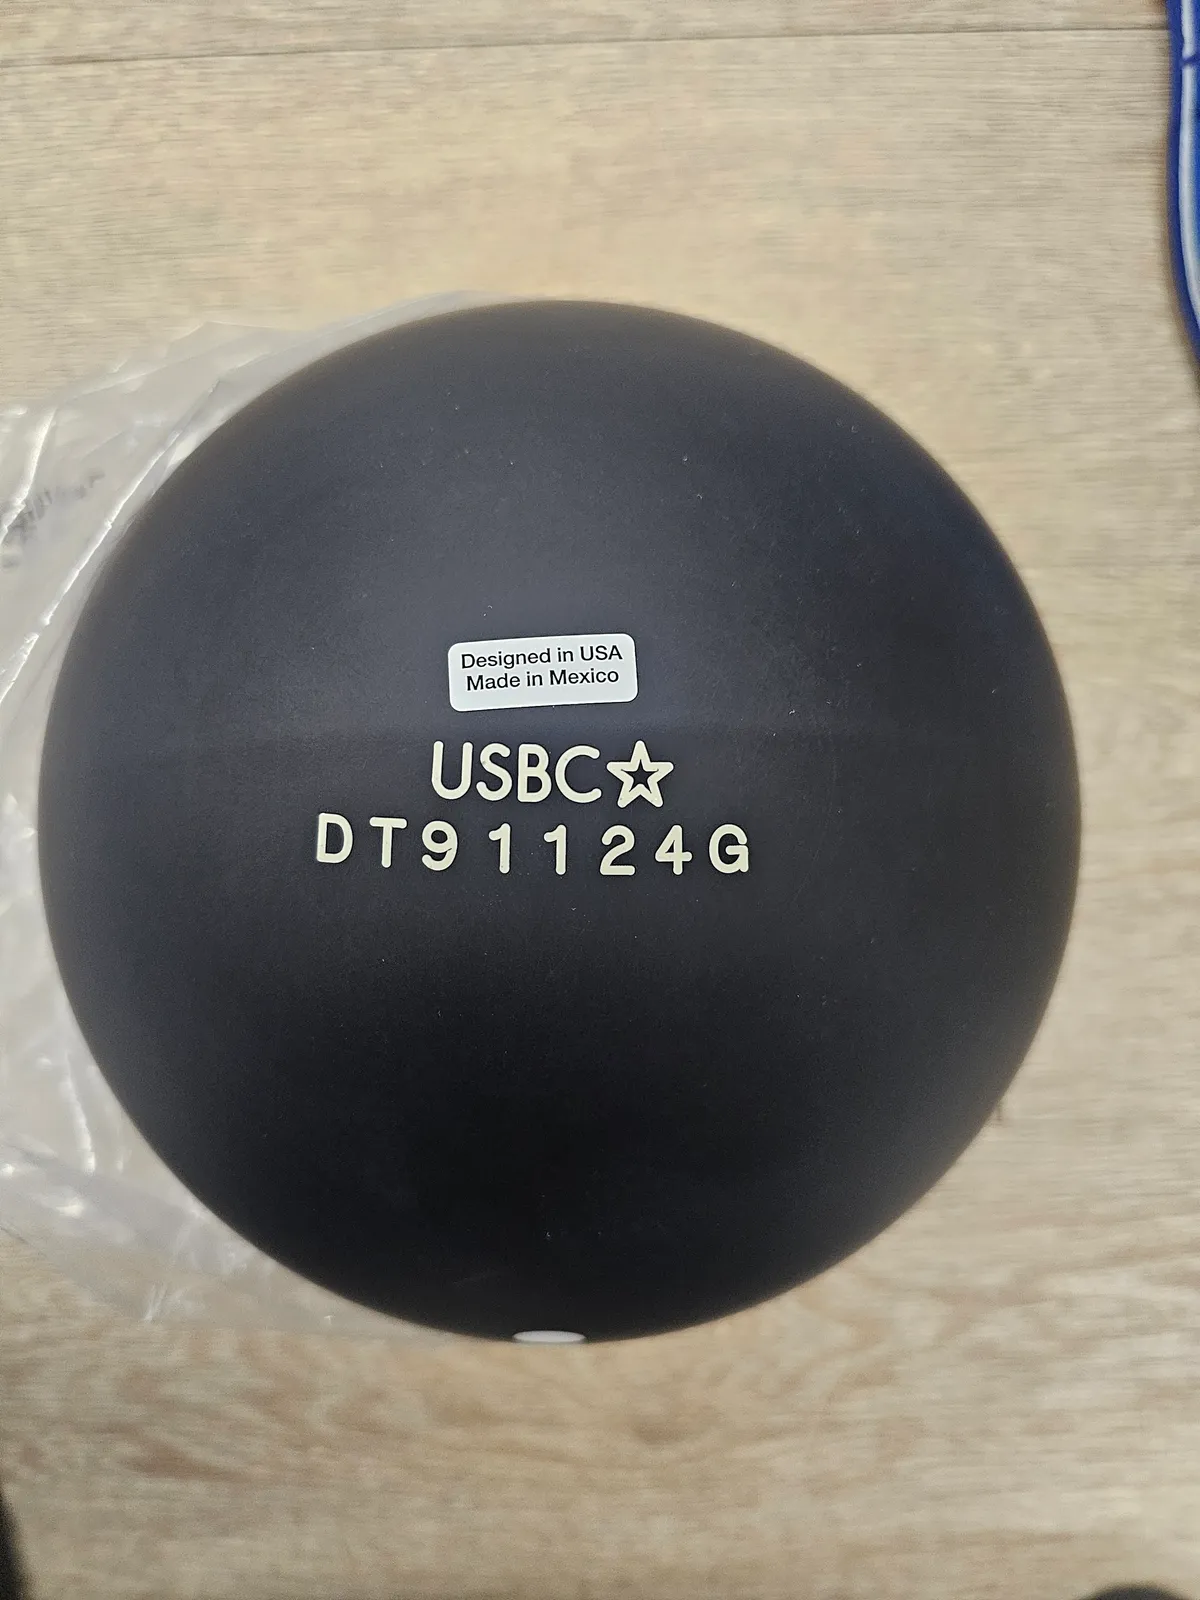 Designed in USA
Made in Mexico
USBC☆
DT91124G